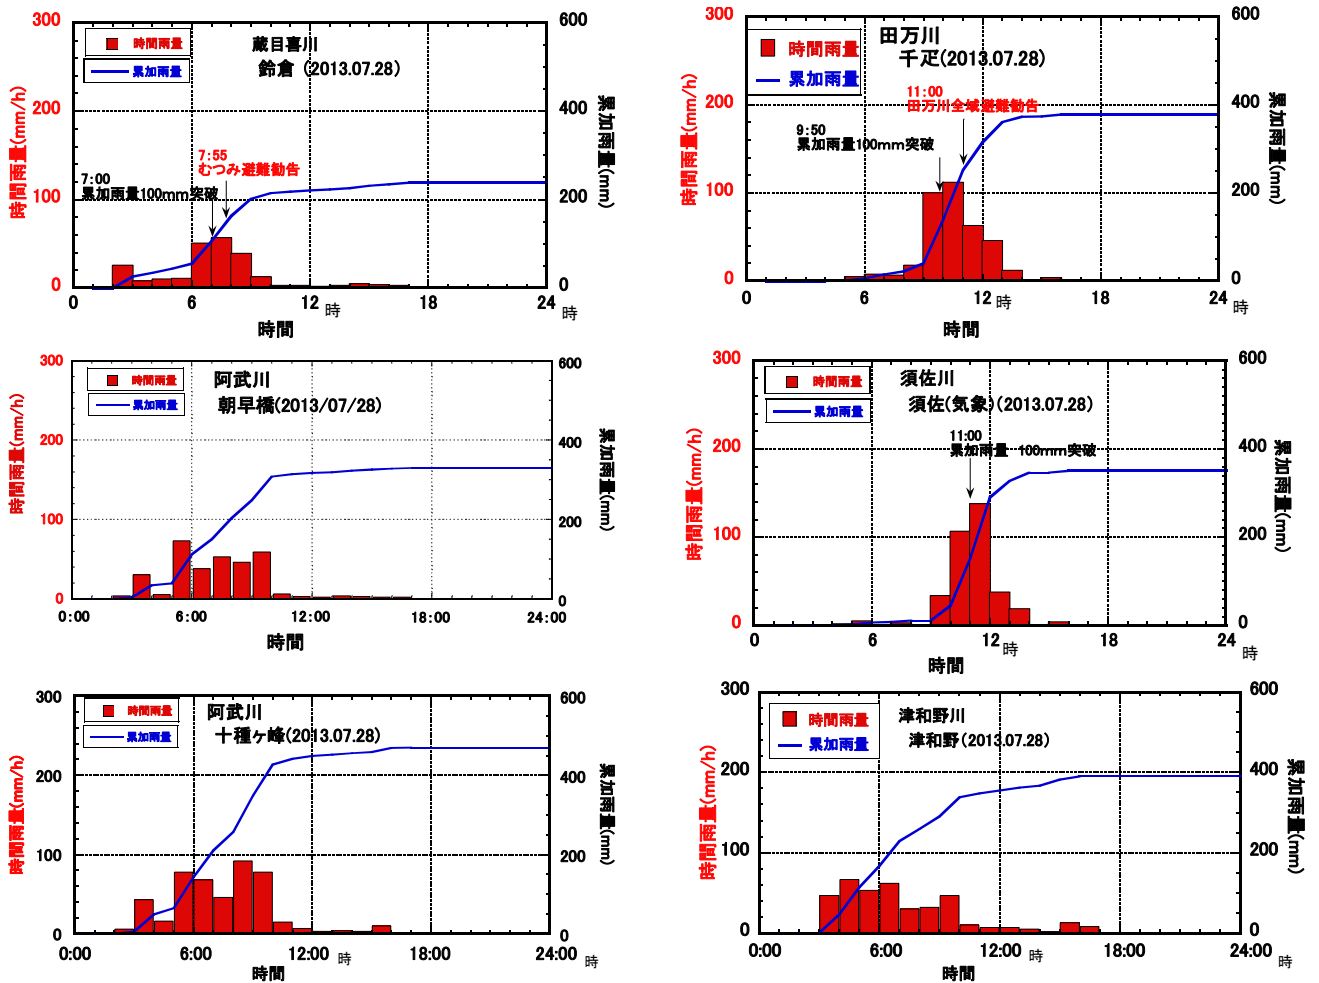 300
200
100
0
時間雨量(mm/h)
時間雨量
累加雨量
蔵目喜川
鈴倉 (2013.07.28)
7:55
むつみ避難勧告
7:00
累加雨量100mm突破
600
400
200
0
累加雨量(mm)
0
6
12
時
18
24
時
時間
300
200
100
0
時間雨量(mm/h)
時間雨量
累加雨量
田万川
千疋(2013.07.28)
11:00
田万川全域避難勧告
9:50
累加雨量100mm突破
600
400
200
0
累加雨量(mm)
0
6
12
時
18
24
時
時間
300
200
100
0
時間雨量(mm/h)
時間雨量
累加雨量
阿武川
朝早橋(2013/07/28)
600
400
200
0
累加雨量(mm)
0:00
6:00
12:00
18:00
24:00
時間
300
200
100
0
時間雨量(mm/h)
時間雨量
累加雨量
須佐川
須佐(気象)(2013.07.28)
11:00
累加雨量 100mm突破
600
400
200
0
累加雨量(mm)
0
6
12
時
18
24
時
時間
300
200
100
0
時間雨量(mm/h)
時間雨量
累加雨量
阿武川
十種ヶ峰(2013.07.28)
600
400
200
0
累加雨量(mm)
0:00
6:00
12:00
時
18:00
24:00
時
時間
300
200
100
0
時間雨量(mm/h)
時間雨量
累加雨量
津和野川
津和野(2013.07.28)
600
400
200
0
累加雨量(mm)
0:00
6:00
12:00
時
18:00
24:00
時
時間